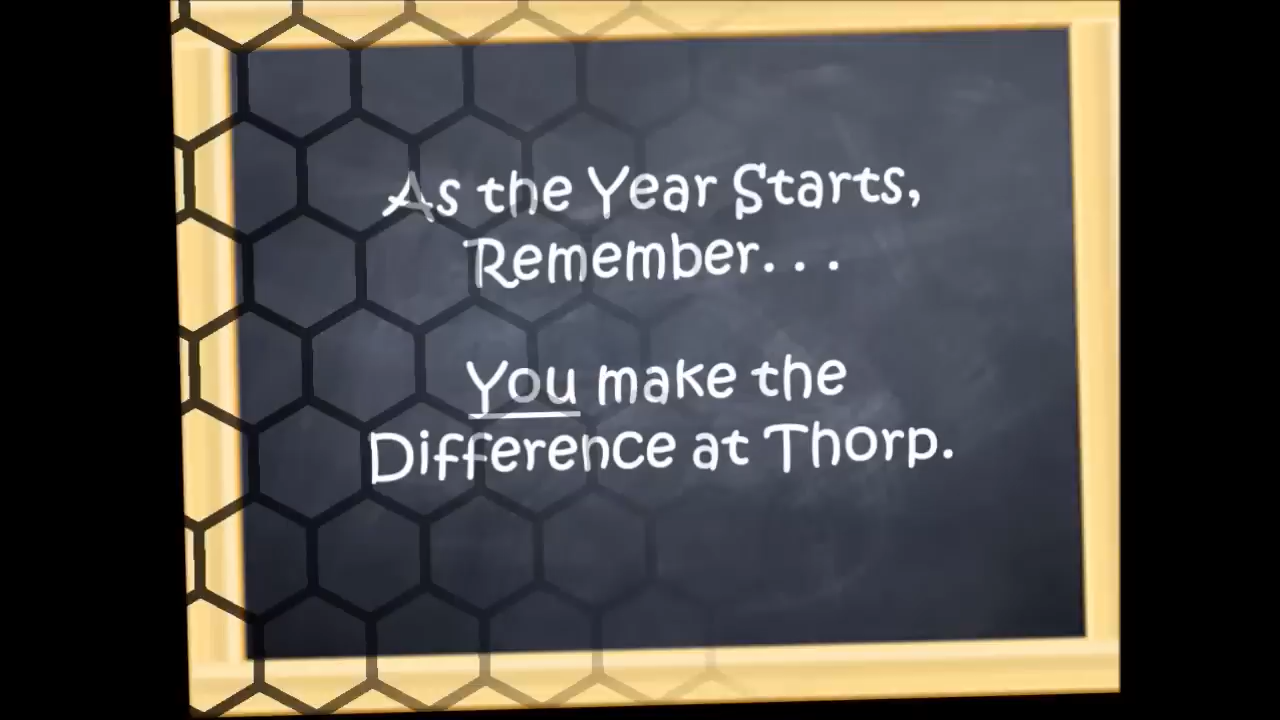 As the Year Starts,
Remember. . .
You make the
Difference at Thorp.